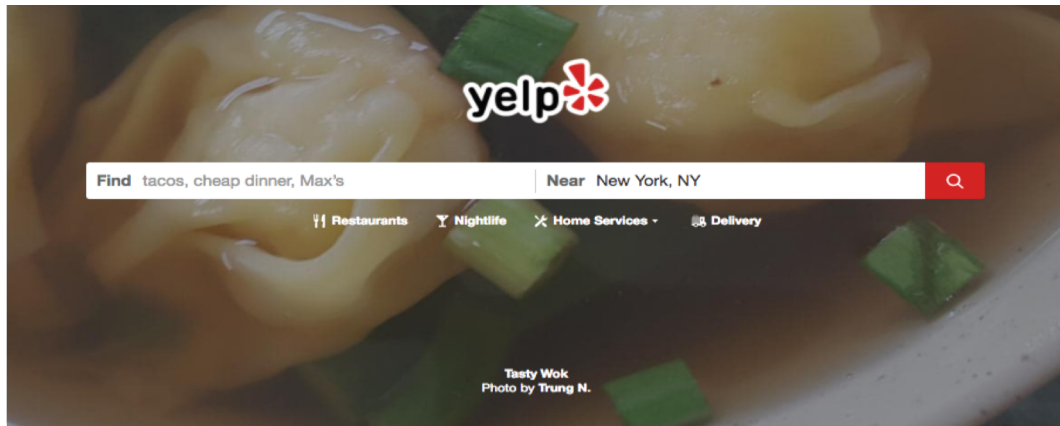 yelp
Find tacos, cheap dinner, Max's Near New York, NY
Restaurants Nightlife Home Services Delivery
Tasty Wok
Photo by Trung N.